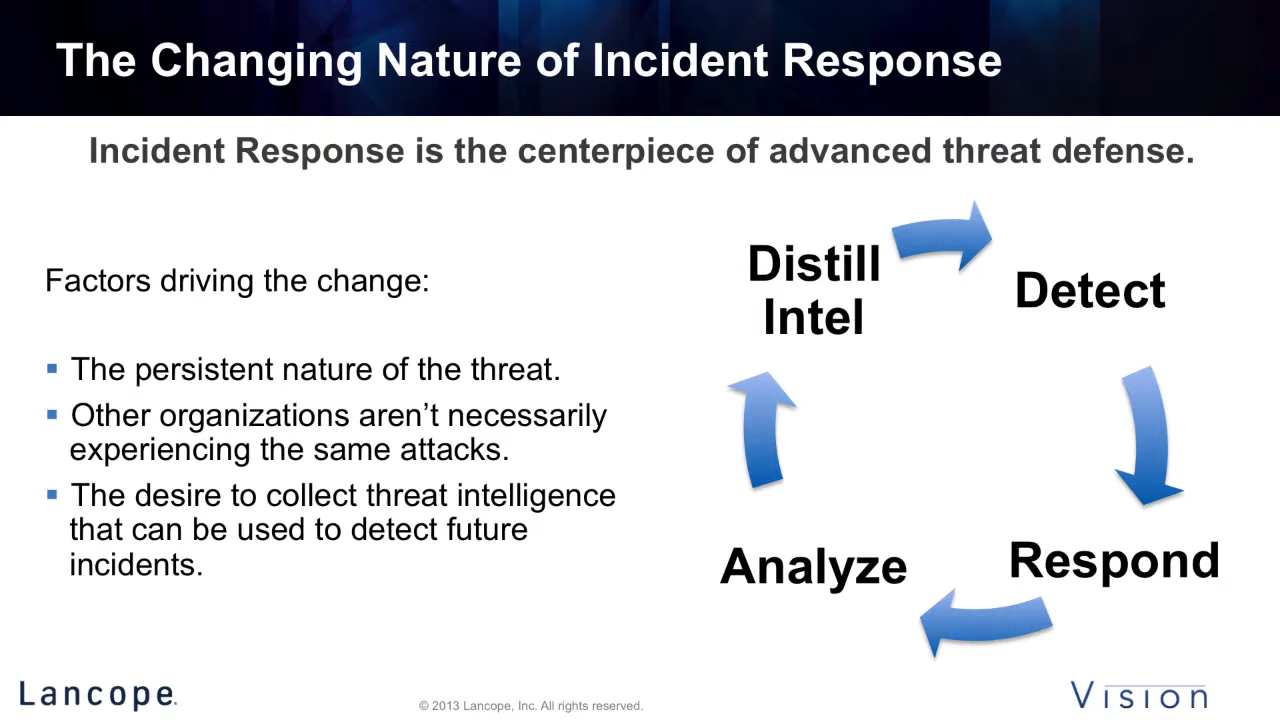 The Changing Nature of Incident Response
Incident Response is the centerpiece of advanced threat defense.
Factors driving the change:
▪ The persistent nature of the threat.
▪ Other organizations aren’t necessarily
experiencing the same attacks.
▪ The desire to collect threat intelligence
that can be used to detect future
incidents.
Distill
Intel
Detect
Respond
Analyze
Lancope.
© 2013 Lancope, Inc. All rights reserved.
Vision